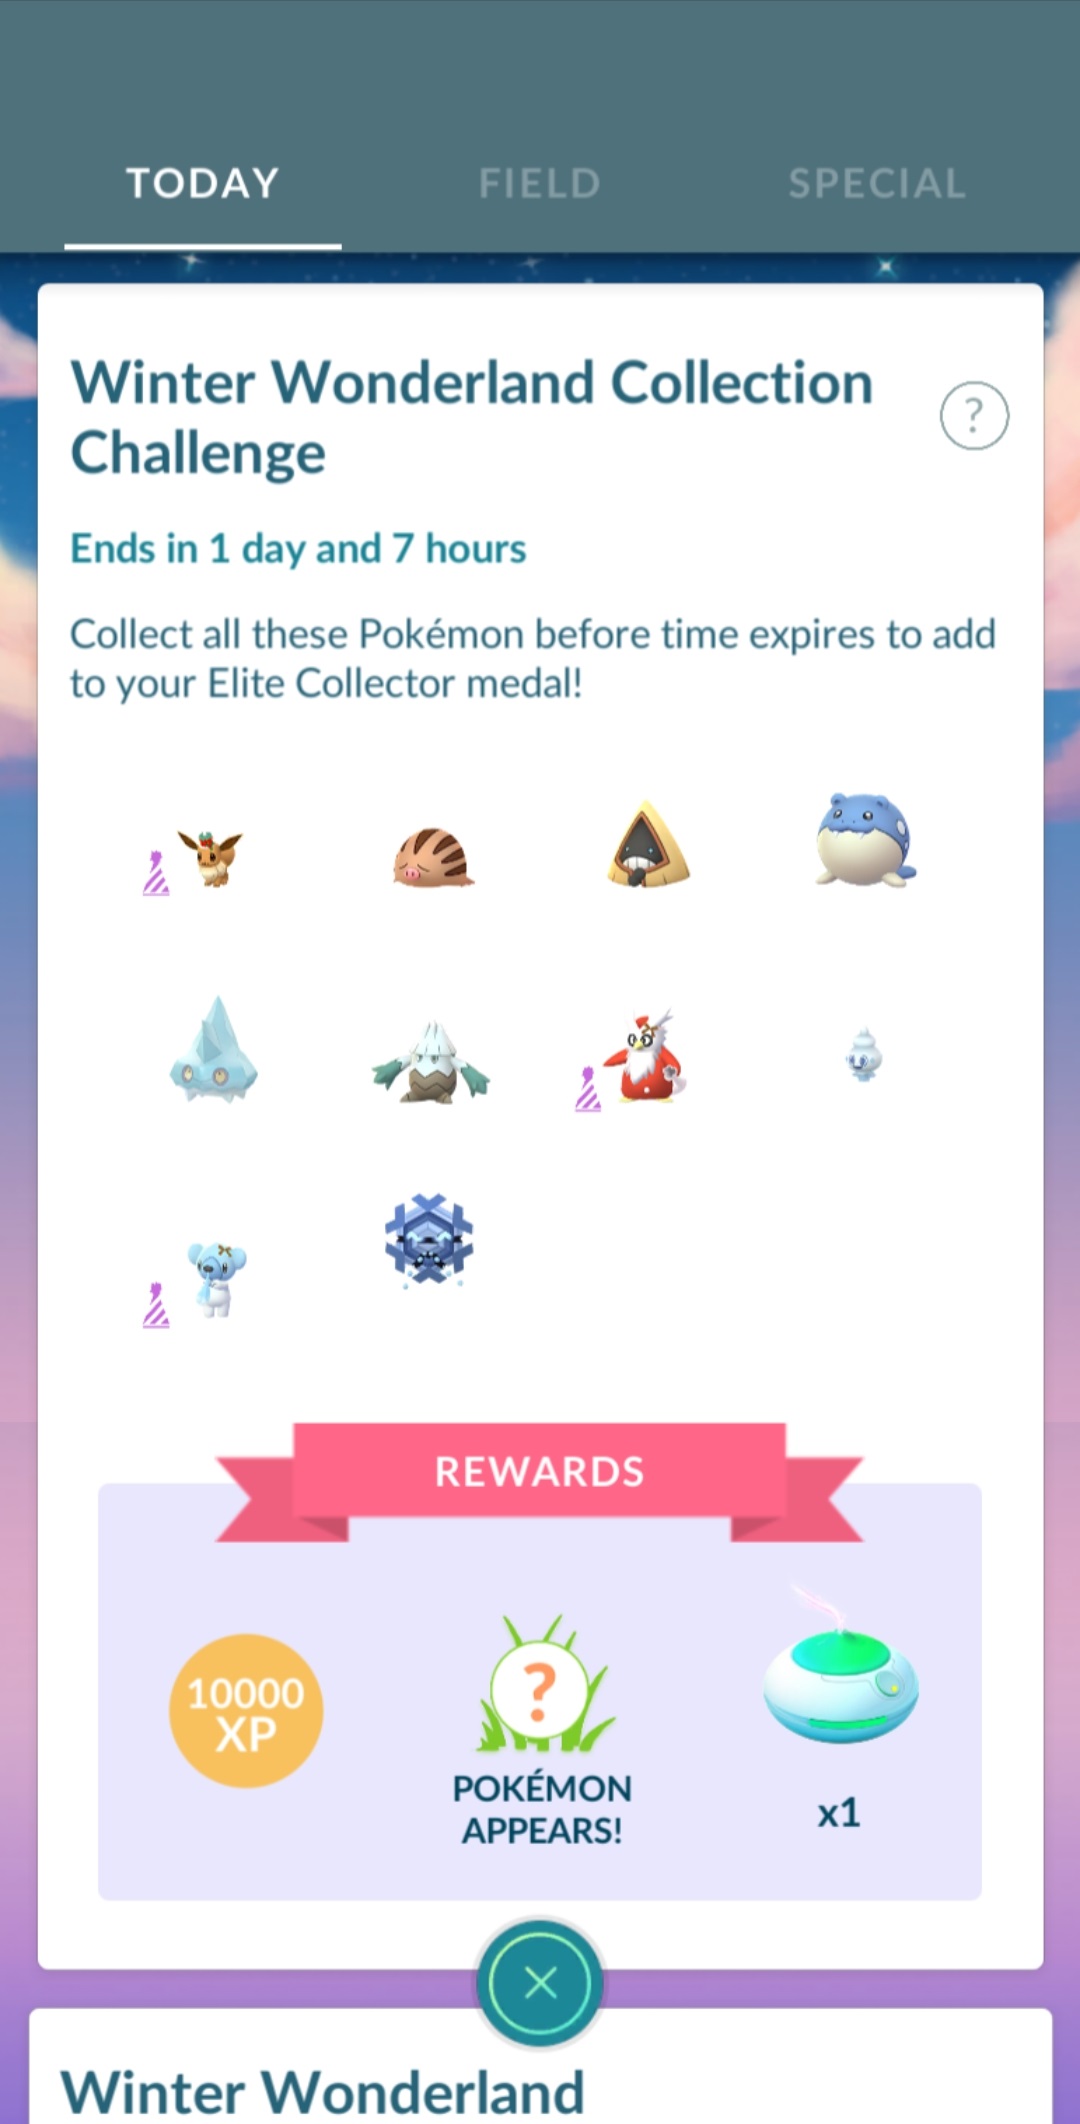 TODAY
FIELD
SPECIAL
Winter Wonderland Collection
Challenge
?
Ends in 1 day and 7 hours
Collect all these Pokémon before time expires to add
to your Elite Collector medal!
REWARDS
10000
XP
?
POKÉMON
APPEARS!
x1
Winter Wonderland